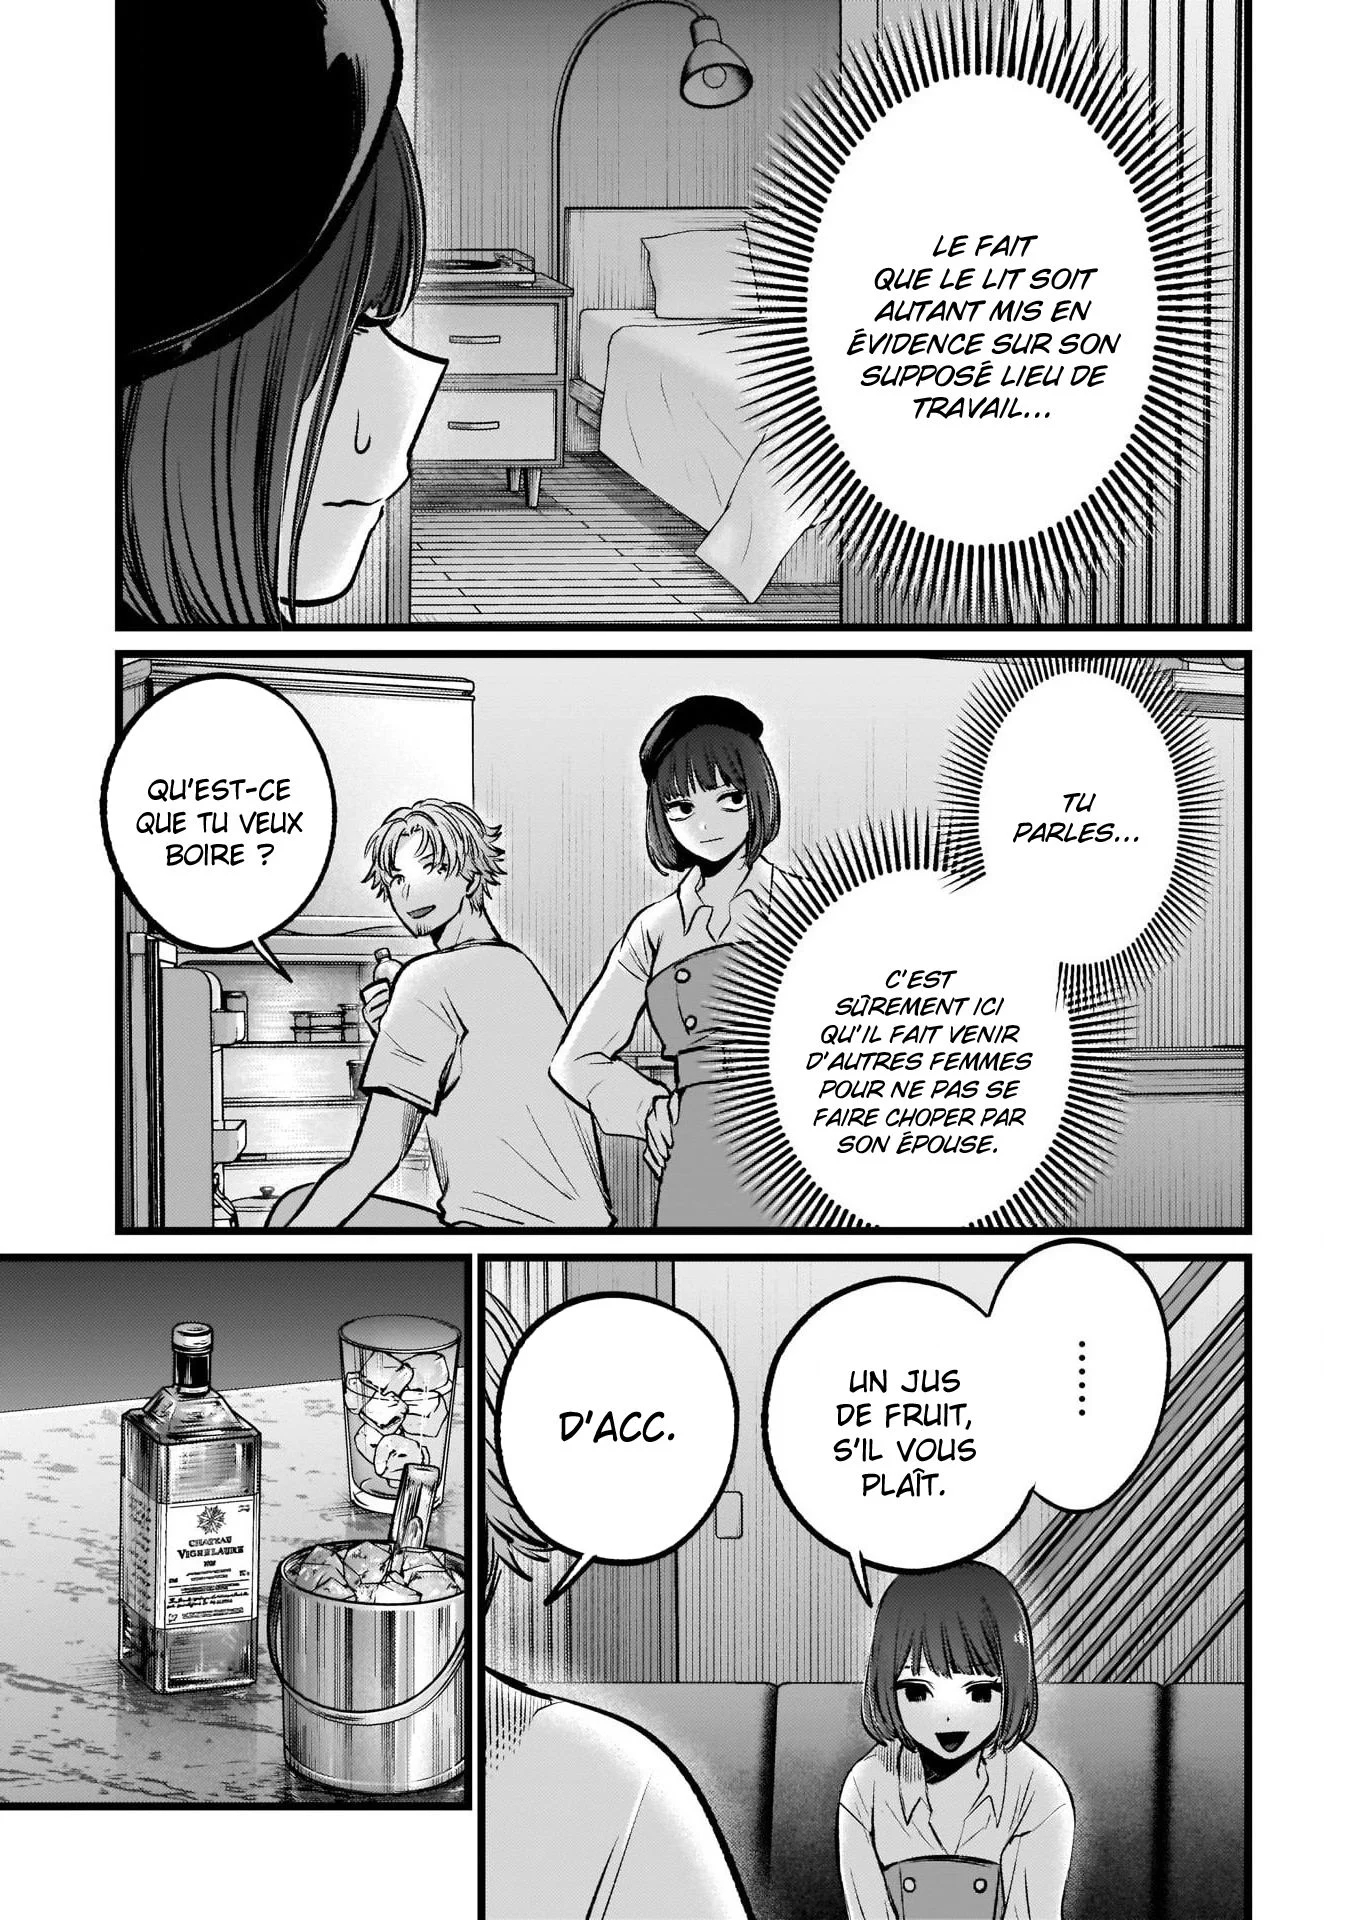 LE FAIT
QUE LE LIT SOIT
AUTANT MIS EN
ÉVIDENCE SUR SON
SUPPOSÉ LIEU DE
TRAVAIL...
TU
PARLES...
C'EST
SÛREMENT ICI
QU'IL FAIT VENIR
D'AUTRES FEMMES
POUR NE PAS SE
FAIRE CHOPER PAR
SON ÉPOUSE.
QU'EST-CE
QUE TU VEUX
BOIRE ?
......
UN JUS
DE FRUIT,
S'IL VOUS
PLAÎT.
D'ACC.
CHATEAU
VIGRELAURE